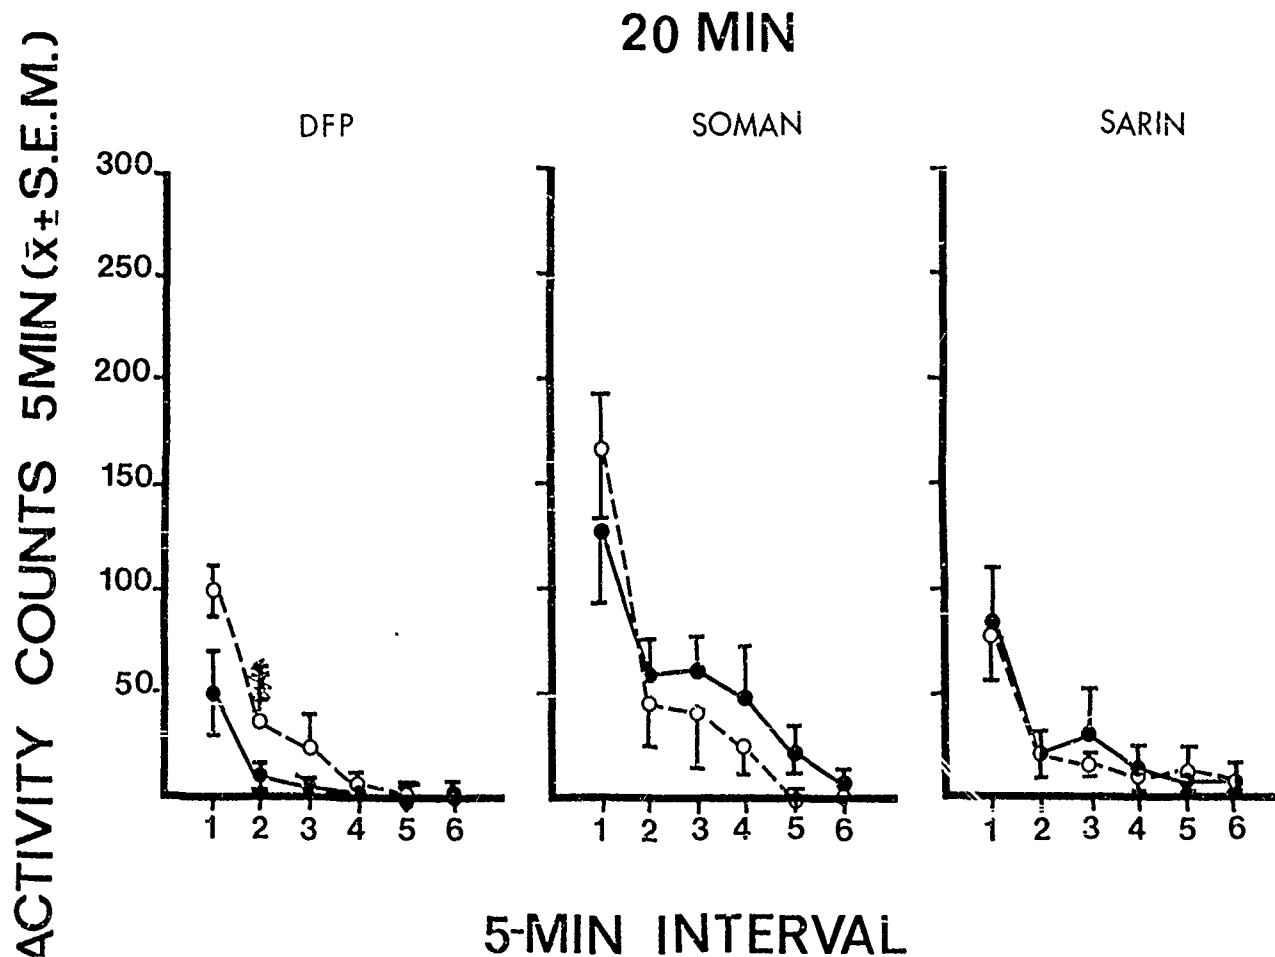 20 MIN
DFP
SOMAN
SARIN
ACTIVITY COUNTS 5MIN (x̄ ± S.E.M.)
300
250
200
150
100
50
1 2 3 4 5 6
1 2 3 4 5 6
1 2 3 4 5 6
5-MIN INTERVAL